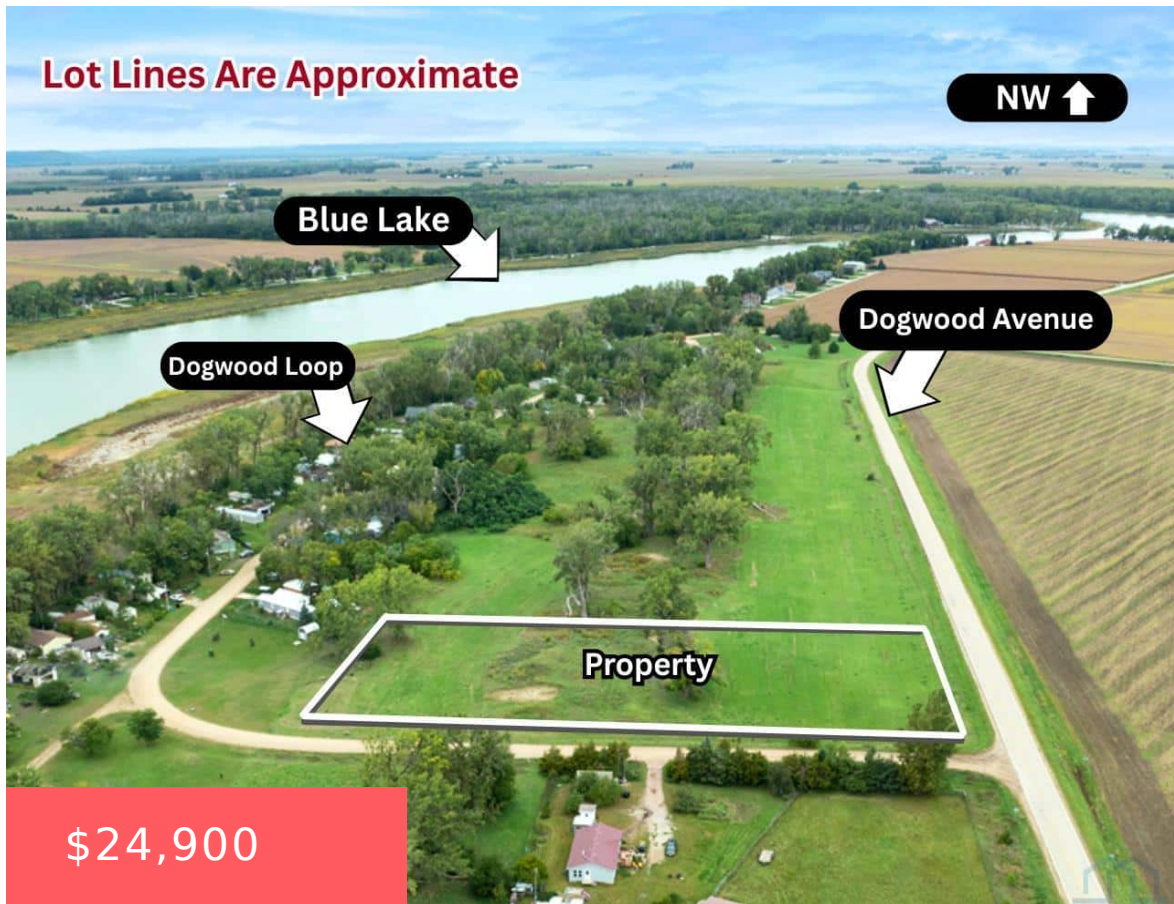 Lot Lines Are Approximate
NW
Blue Lake
Dogwood Avenue
Dogwood Loop
Property
$24,900